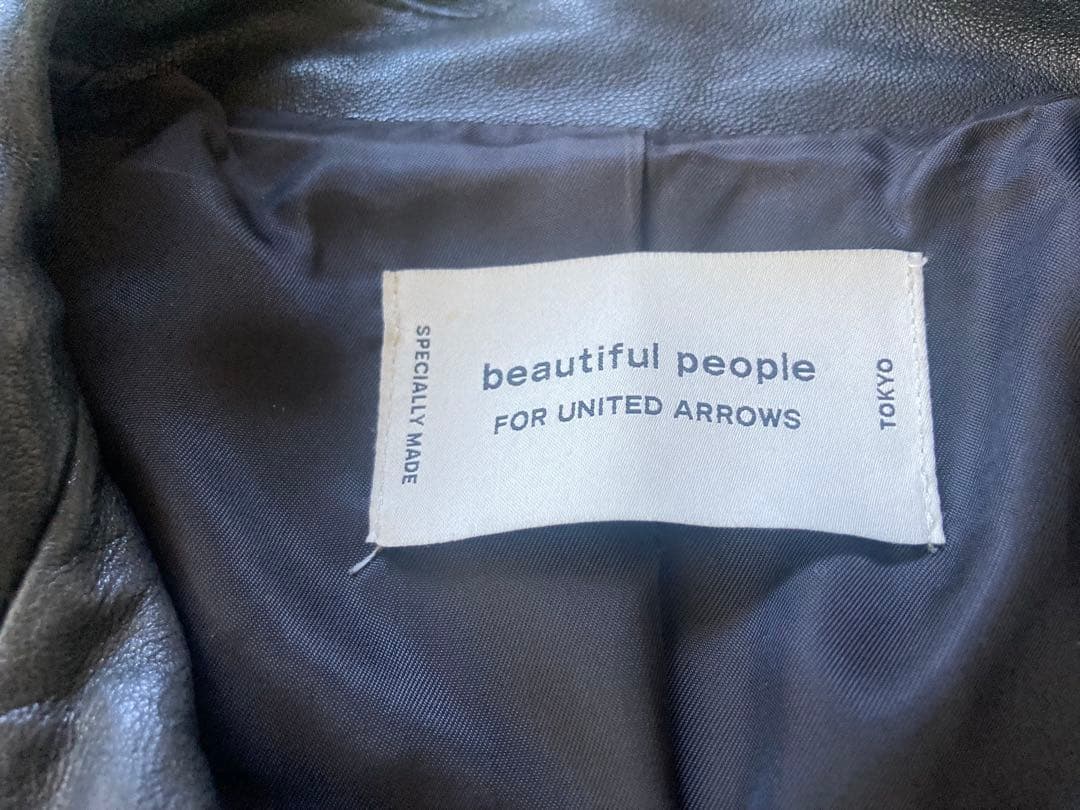 SPECIALLY MADE
beautiful people
FOR UNITED ARROWS
TOKYO